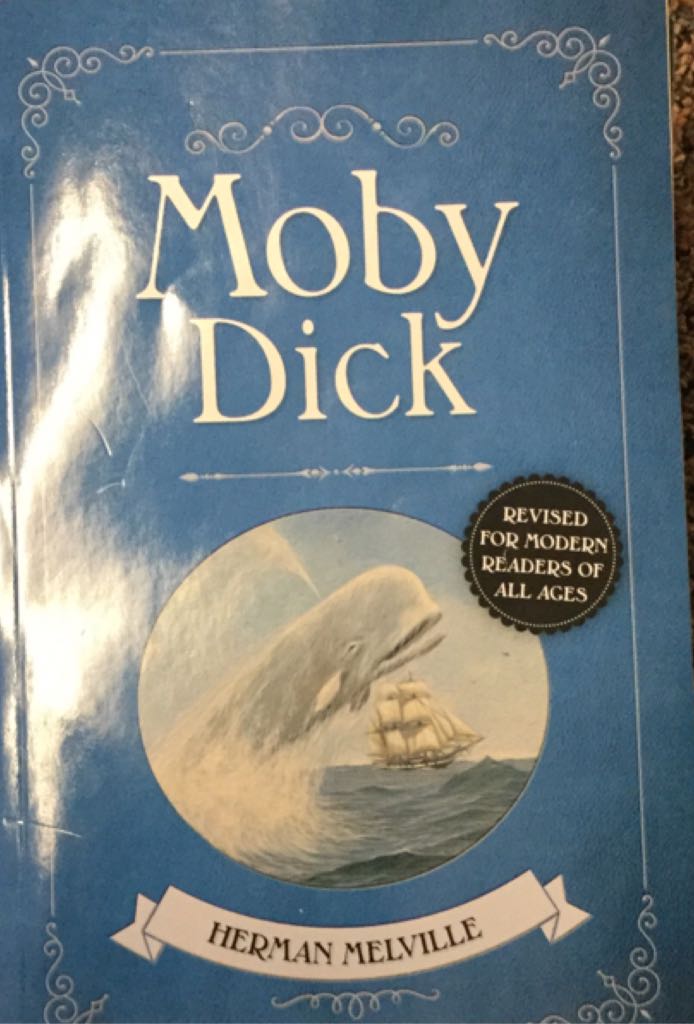 Moby
Dick
REVISED
FOR MODERN
READERS OF
ALL AGES
HERMAN MELVILLE